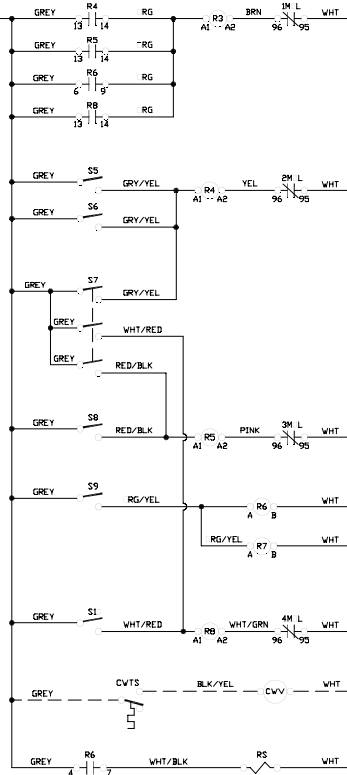 GREY R4 RG R3 BRN 1M L WHT
13 14 A1 A2 96 95
GREY R5 RG
13 14
GREY R6 RG
6 9
GREY R8 RG
13 14
GREY S5 GRY/YEL R4 YEL 2M L WHT
A1 A2 96 95
GREY S6 GRY/YEL
GREY S7 GRY/YEL
GREY WHT/RED
GREY RED/BLK
GREY S8 RED/BLK R5 PINK 3M L WHT
A1 A2 96 95
GREY S9 RG/YEL R6 WHT
A B
RG/YEL R7 WHT
A B
GREY S1 WHT/RED R8 WHT/GRN 4M L WHT
A1 A2 96 95
GREY CWTS BLK/YEL CWV WHT
GREY R6 WHT/BLK RS WHT
4 7